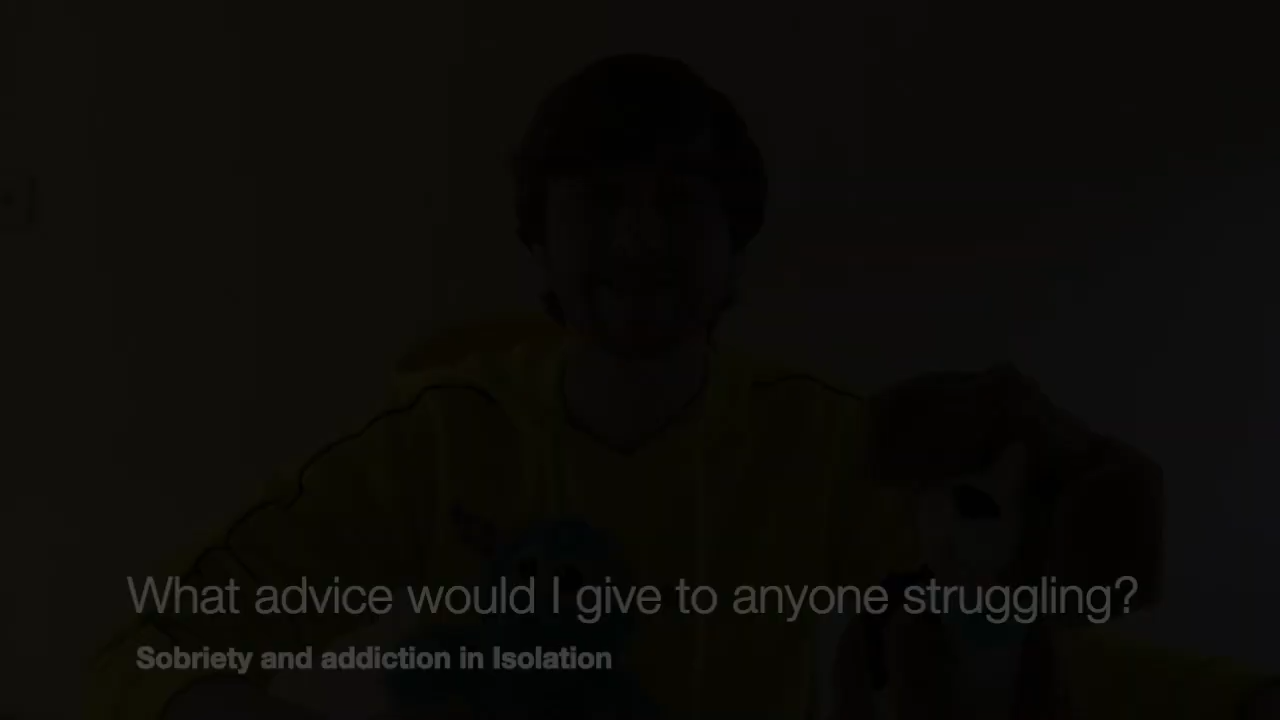 What advice would I give to anyone struggling?
Sobriety and addiction in Isolation